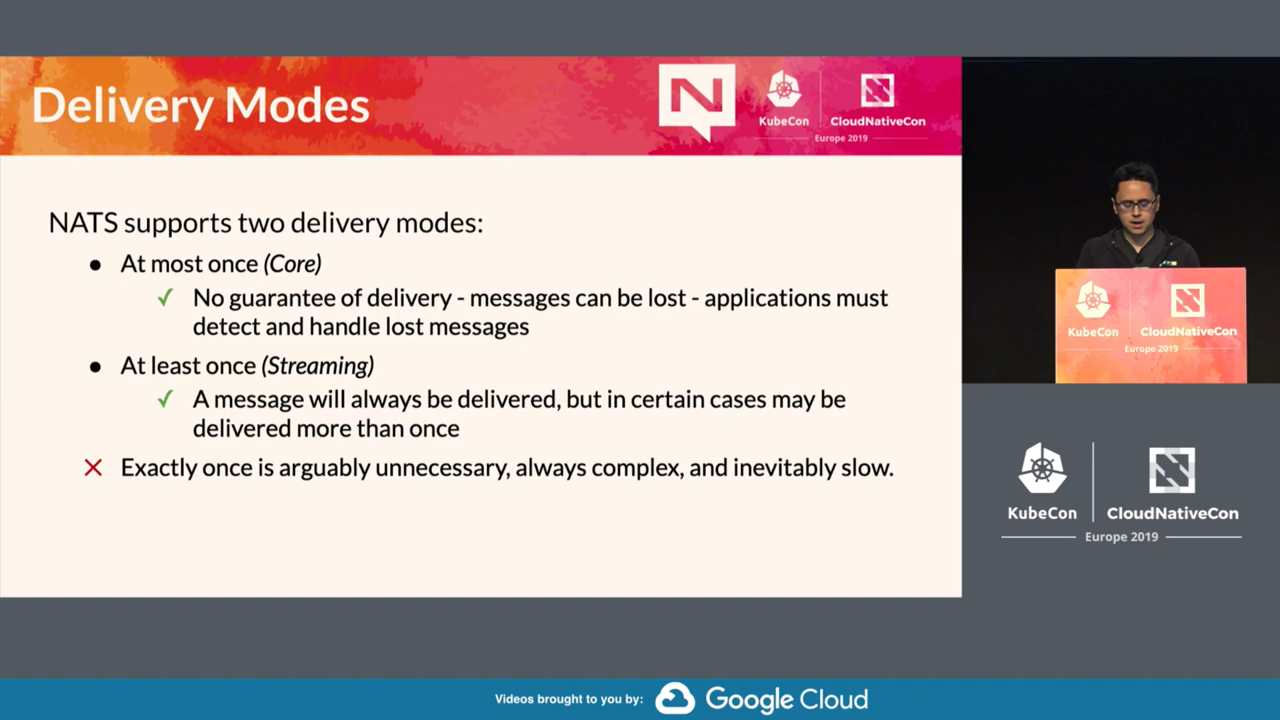 Delivery Modes
N
KubeCon
CloudNativeCon
Europe 2019
NATS supports two delivery modes:
● At most once (Core)
✓ No guarantee of delivery - messages can be lost - applications must
detect and handle lost messages
● At least once (Streaming)
✓ A message will always be delivered, but in certain cases may be
delivered more than once
✕ Exactly once is arguably unnecessary, always complex, and inevitably slow.
KubeCon
CloudNativeCon
Europe 2019
KubeCon
CloudNativeCon
Europe 2019
Videos brought to you by: Google Cloud